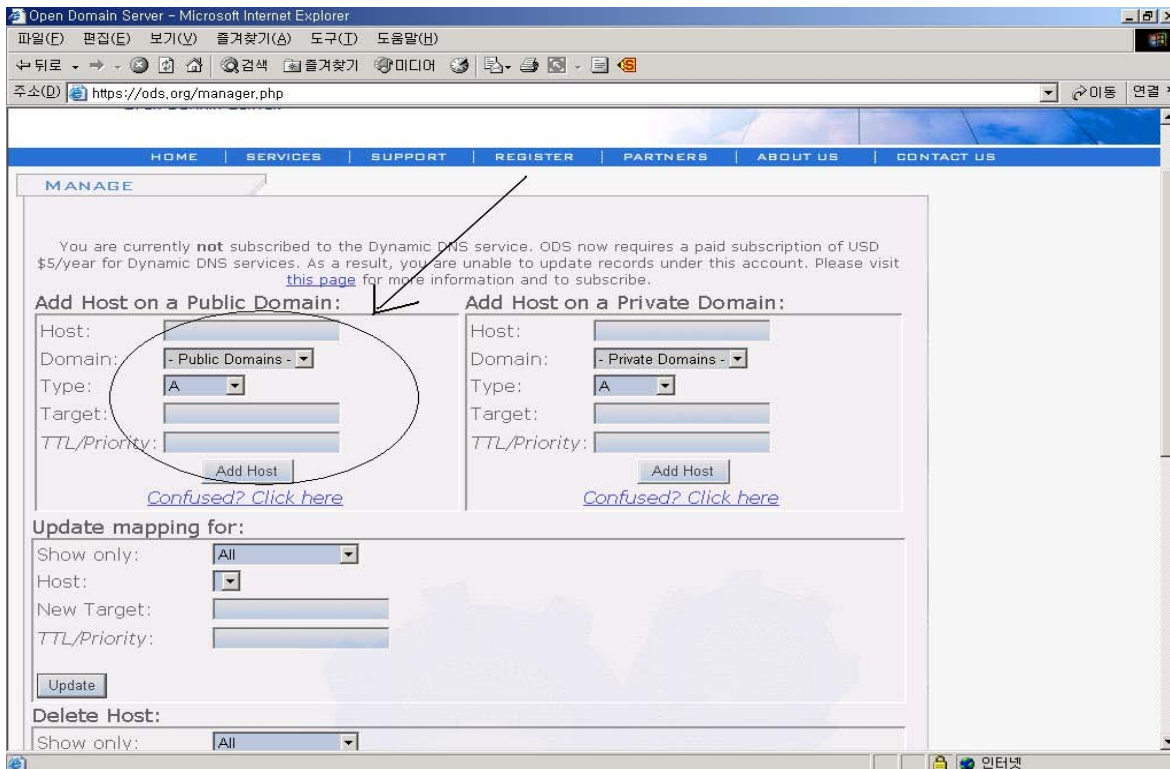 Open Domain Server - Microsoft Internet Explorer
파일(F) 편집(E) 보기(V) 즐겨찾기(A) 도구(T) 도움말(H)
뒤로 검색 즐겨찾기 미디어
주소(D) https://ods.org/manager.php 이동 연결
HOME | SERVICES | SUPPORT | REGISTER | PARTNERS | ABOUT US | CONTACT US
MANAGE
You are currently not subscribed to the Dynamic DNS service. ODS now requires a paid subscription of USD
$5/year for Dynamic DNS services. As a result, you are unable to update records under this account. Please visit
this page for more information and to subscribe.
Add Host on a Public Domain:
Host:
Domain: - Public Domains -
Type: A
Target:
TTL/Priority:
Add Host
Confused? Click here
Add Host on a Private Domain:
Host:
Domain: - Private Domains -
Type: A
Target:
TTL/Priority:
Add Host
Confused? Click here
Update mapping for:
Show only: All
Host:
New Target:
TTL/Priority:
Update
Delete Host:
Show only: All
인터넷